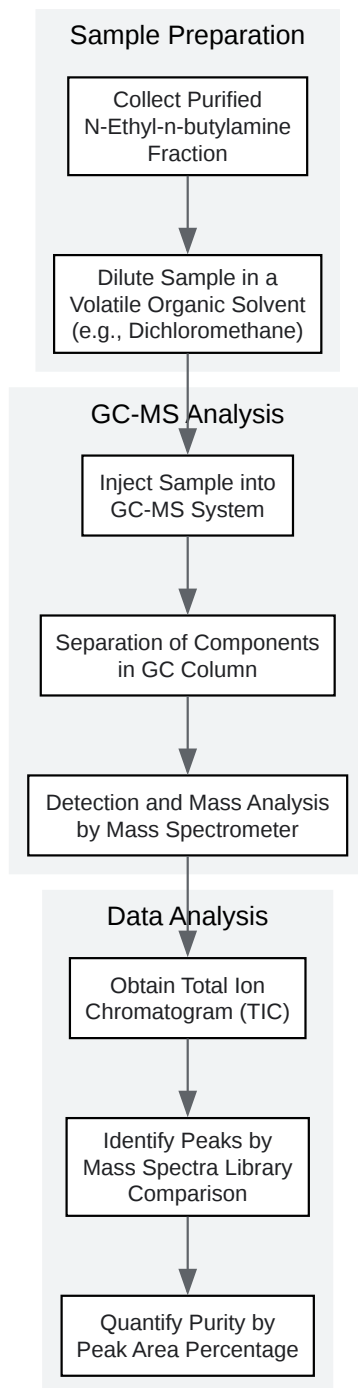 Sample Preparation
Collect Purified
N-Ethyl-n-butylamine
Fraction
Dilute Sample in a
Volatile Organic Solvent
(e.g., Dichloromethane)
GC-MS Analysis
Inject Sample into
GC-MS System
Separation of Components
in GC Column
Detection and Mass Analysis
by Mass Spectrometer
Data Analysis
Obtain Total Ion
Chromatogram (TIC)
Identify Peaks by
Mass Spectra Library
Comparison
Quantify Purity by
Peak Area Percentage